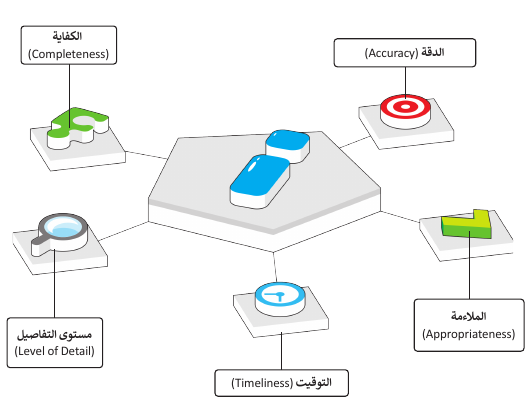 الكفاية
(Completeness)
الدقة (Accuracy)
الملاءمة
(Appropriateness)
مستوى التفاصيل
(Level of Detail)
التوقيت (Timeliness)